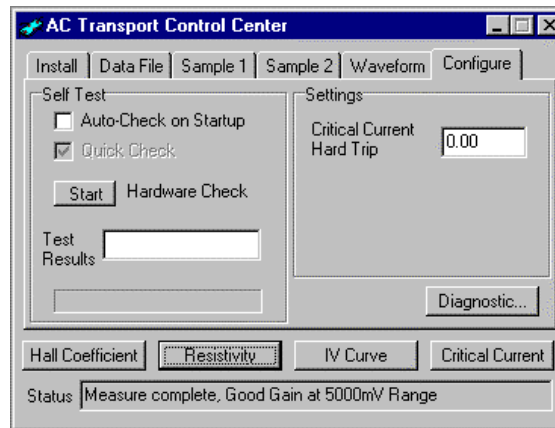 AC Transport Control Center
Install Data File Sample 1 Sample 2 Waveform Configure
Self Test
Auto-Check on Startup
Quick Check
Start Hardware Check
Test
Results
Settings
Critical Current
Hard Trip
0.00
Diagnostic...
Hall Coefficient Resistivity IV Curve Critical Current
Status Measure complete, Good Gain at 5000mV Range